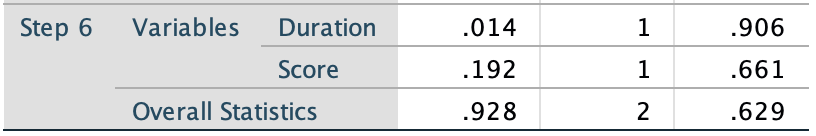 Step 6 Variables Duration .014 1 .906
Score .192 1 .661
Overall Statistics .928 2 .629